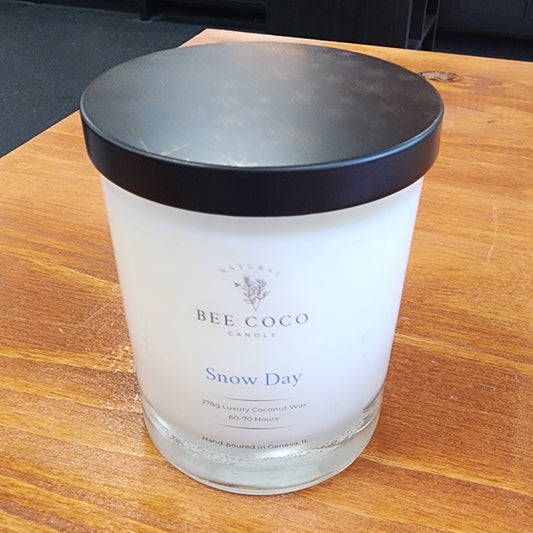 NATURAL
BEE COCO
CANDLE
Snow Day
278g Luxury Coconut Wax
60-70 Hours
Hand-poured in Geneva, IL